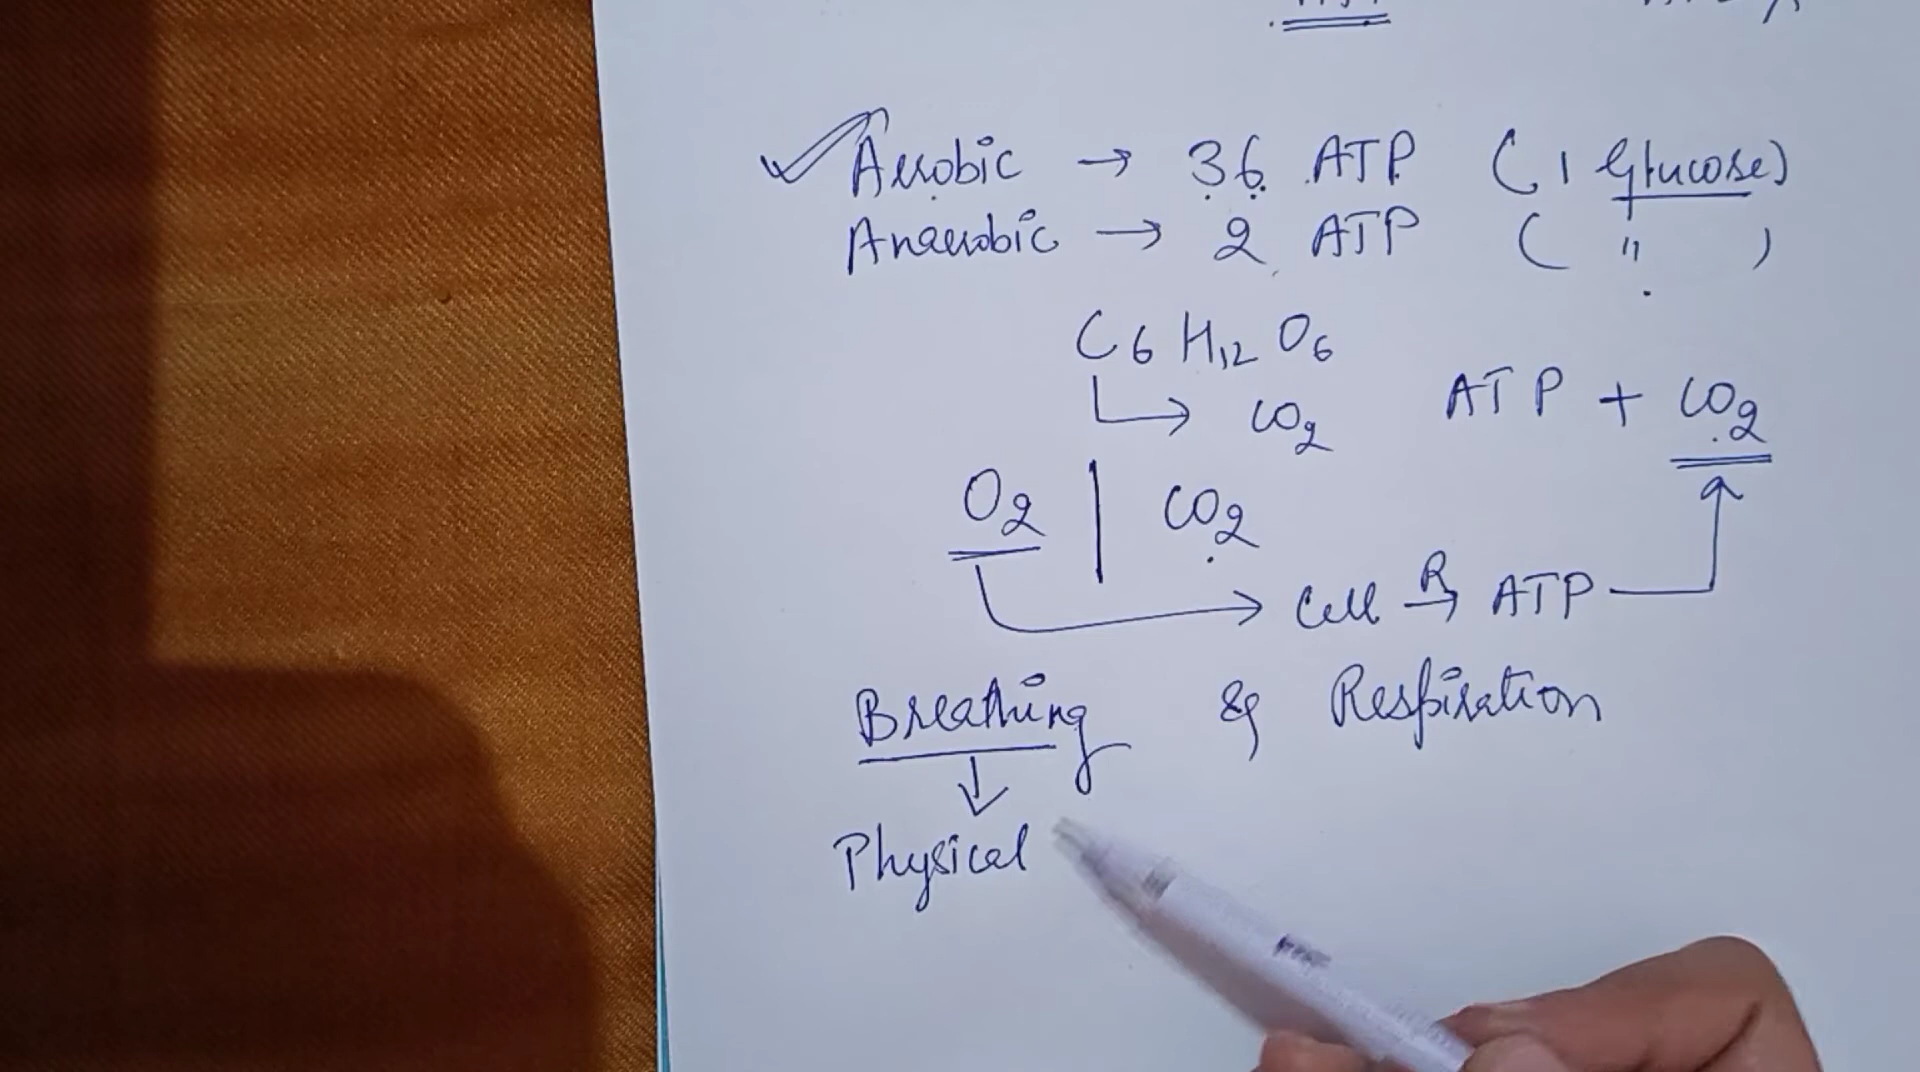 Aerobic → 36 ATP (1 Glucose)
Anaerobic → 2 ATP ( " )
C6 H12 O6
CO2 ATP + CO2
O2 | CO2
Cell R→ ATP
Breathing & Respiration
Physical